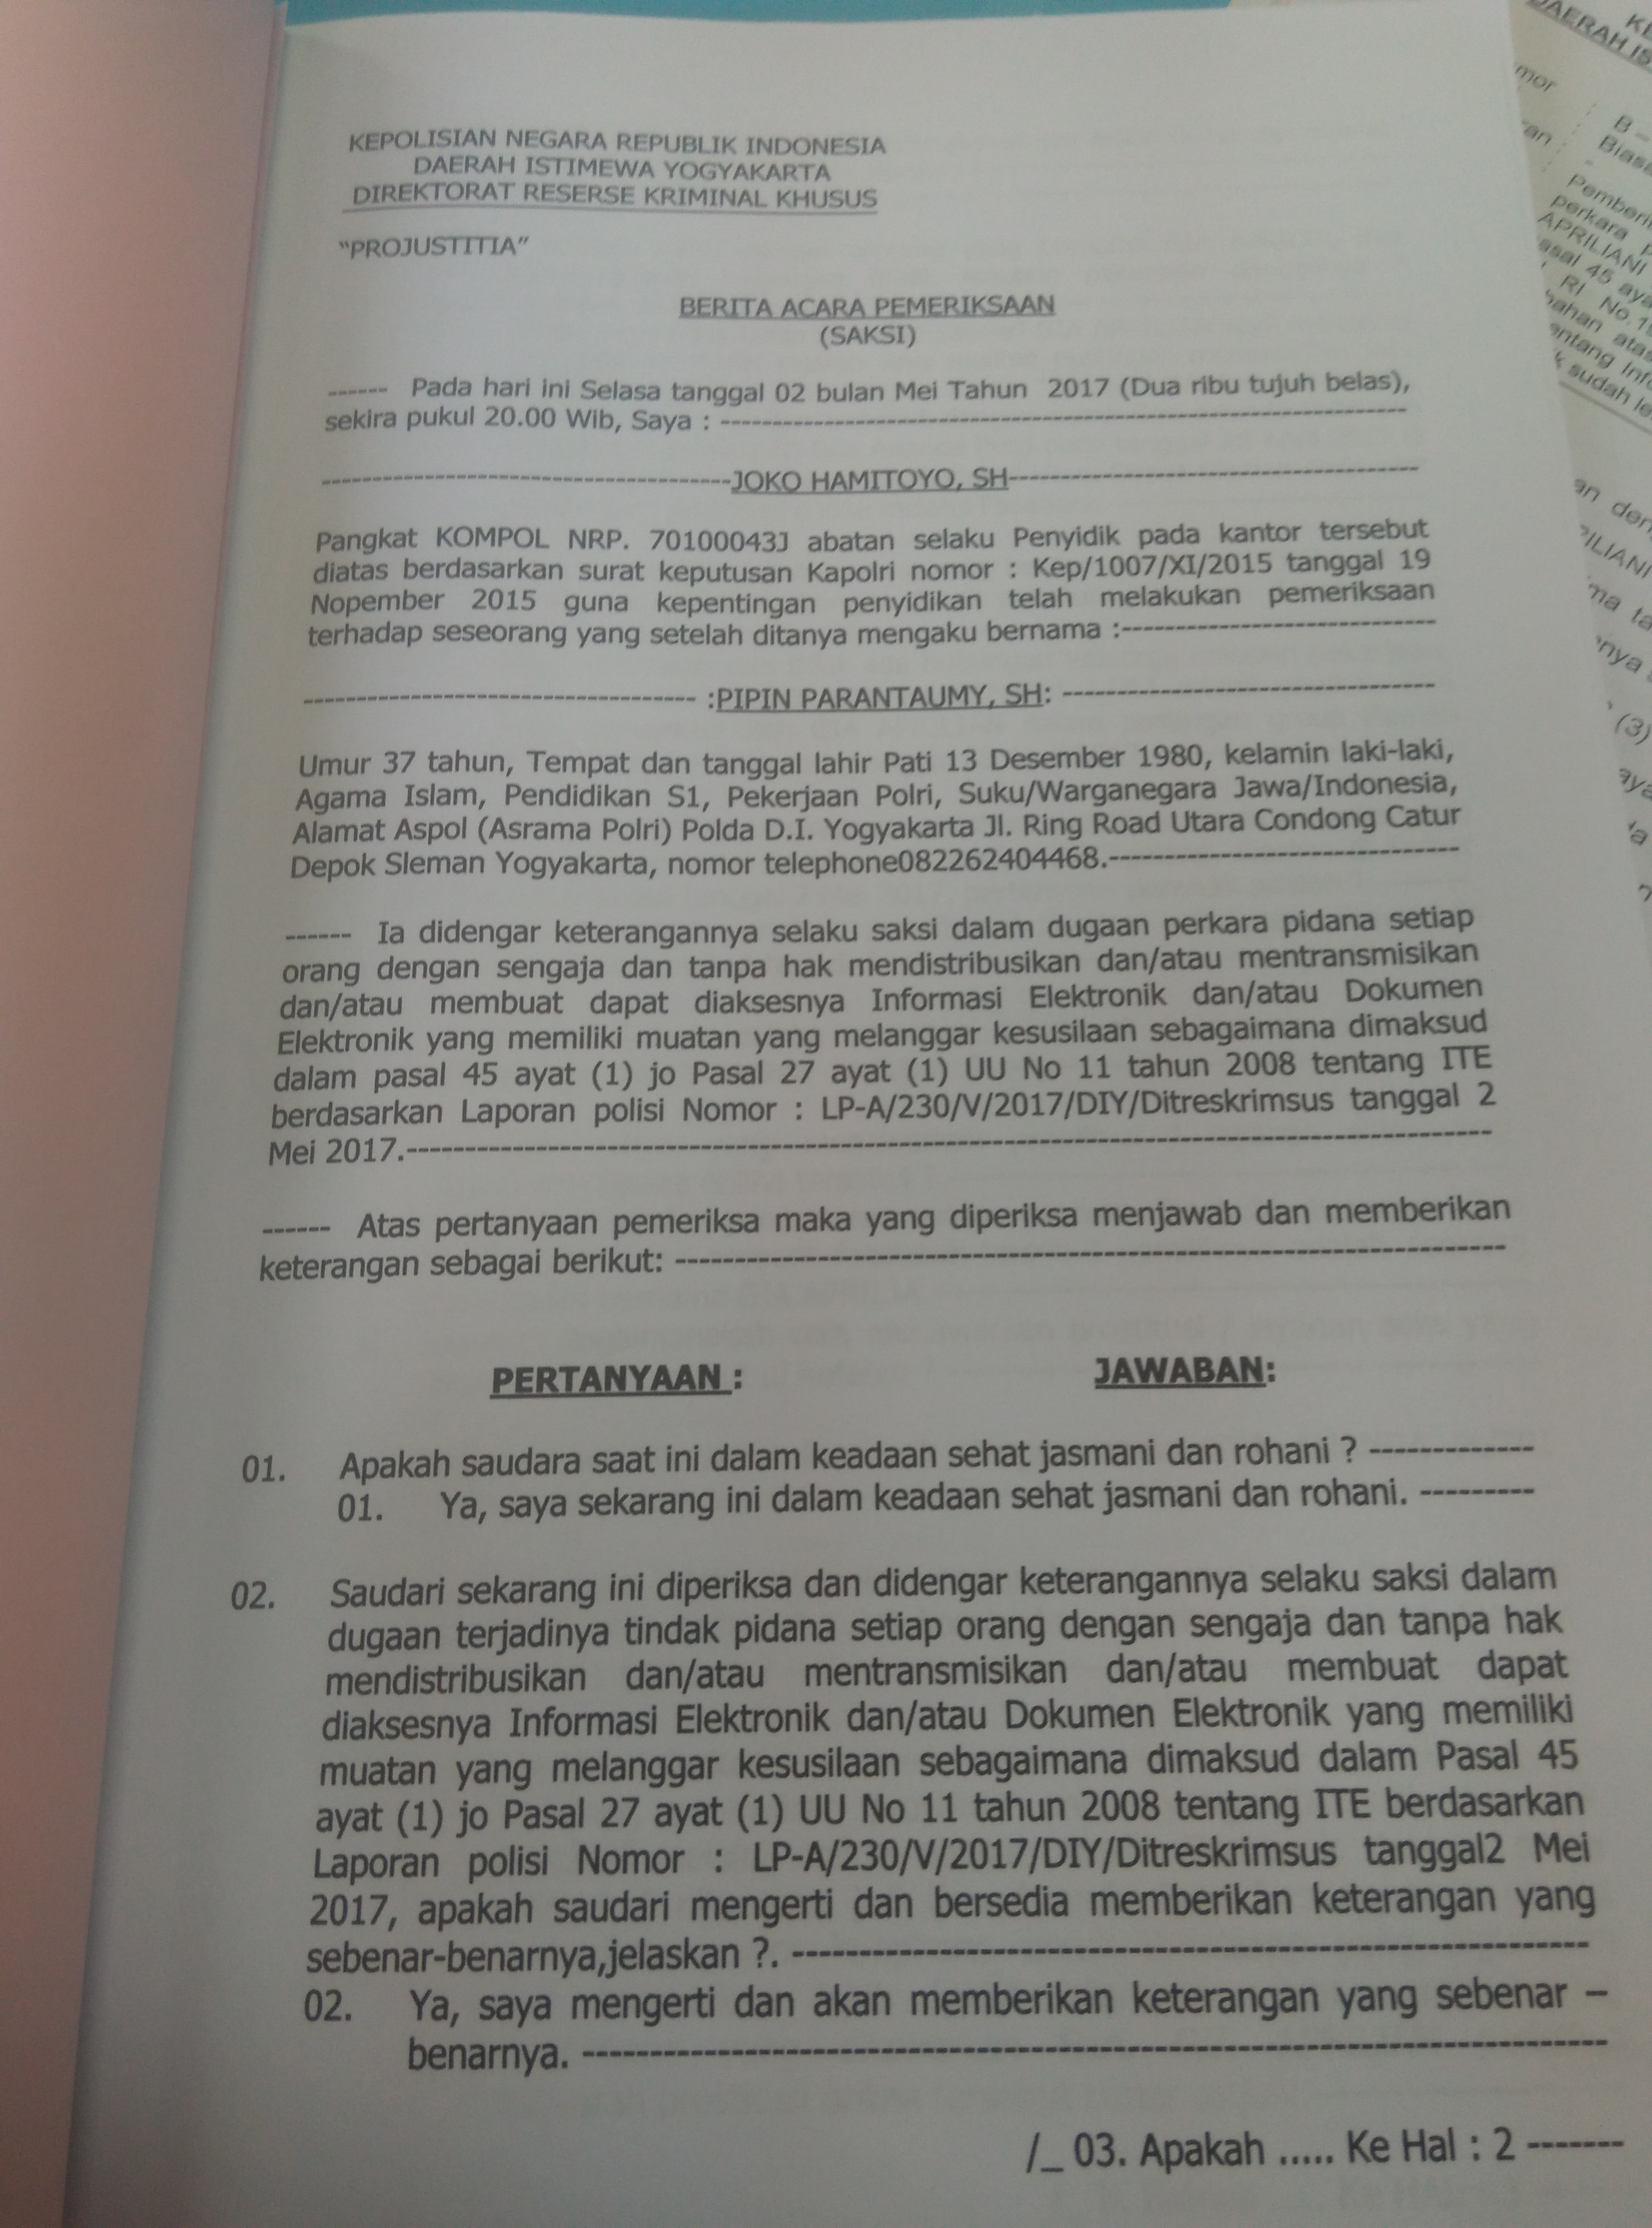 KEPOLISIAN NEGARA REPUBLIK INDONESIA
DAERAH ISTIMEWA YOGYAKARTA
DIREKTORAT RESERSE KRIMINAL KHUSUS
“PROJUSTITIA”
BERITA ACARA PEMERIKSAAN
(SAKSI)
------ Pada hari ini Selasa tanggal 02 bulan Mei Tahun 2017 (Dua ribu tujuh belas),
sekira pukul 20.00 Wib, Saya : ------------------------------------------------------
--------------------------------JOKO HAMITOYO, SH--------------------------------
Pangkat KOMPOL NRP. 70100043J abatan selaku Penyidik pada kantor tersebut
diatas berdasarkan surat keputusan Kapolri nomor : Kep/1007/XI/2015 tanggal 19
Nopember 2015 guna kepentingan penyidikan telah melakukan pemeriksaan
terhadap seseorang yang setelah ditanya mengaku bernama :-------------------------
-------------------------------- :PIPIN PARANTAUMY, SH: -----------------------------
Umur 37 tahun, Tempat dan tanggal lahir Pati 13 Desember 1980, kelamin laki-laki,
Agama Islam, Pendidikan S1, Pekerjaan Polri, Suku/Warganegara Jawa/Indonesia,
Alamat Aspol (Asrama Polri) Polda D.I. Yogyakarta Jl. Ring Road Utara Condong Catur
Depok Sleman Yogyakarta, nomor telephone082262404468.---------------------------
------ Ia didengar keterangannya selaku saksi dalam dugaan perkara pidana setiap
orang dengan sengaja dan tanpa hak mendistribusikan dan/atau mentransmisikan
dan/atau membuat dapat diaksesnya Informasi Elektronik dan/atau Dokumen
Elektronik yang memiliki muatan yang melanggar kesusilaan sebagaimana dimaksud
dalam pasal 45 ayat (1) jo Pasal 27 ayat (1) UU No 11 tahun 2008 tentang ITE
berdasarkan Laporan polisi Nomor : LP-A/230/V/2017/DIY/Ditreskrimsus tanggal 2
Mei 2017.---------------------------------------------------------------------------
------ Atas pertanyaan pemeriksa maka yang diperiksa menjawab dan memberikan
keterangan sebagai berikut: ---------------------------------------------------------
PERTANYAAN : JAWABAN:
01. Apakah saudara saat ini dalam keadaan sehat jasmani dan rohani ? -------------
01. Ya, saya sekarang ini dalam keadaan sehat jasmani dan rohani. ---------
02. Saudari sekarang ini diperiksa dan didengar keterangannya selaku saksi dalam
dugaan terjadinya tindak pidana setiap orang dengan sengaja dan tanpa hak
mendistribusikan dan/atau mentransmisikan dan/atau membuat dapat
diaksesnya Informasi Elektronik dan/atau Dokumen Elektronik yang memiliki
muatan yang melanggar kesusilaan sebagaimana dimaksud dalam Pasal 45
ayat (1) jo Pasal 27 ayat (1) UU No 11 tahun 2008 tentang ITE berdasarkan
Laporan polisi Nomor : LP-A/230/V/2017/DIY/Ditreskrimsus tanggal2 Mei
2017, apakah saudari mengerti dan bersedia memberikan keterangan yang
sebenar-benarnya,jelaskan ?. --------------------------------------------------------
02. Ya, saya mengerti dan akan memberikan keterangan yang sebenar –
benarnya. ------------------------------------------------------------------------
/_ 03. Apakah ..... Ke Hal : 2 -------
DAERAH IS
perkara
APRILIANI
RI No.
sudah
(3)